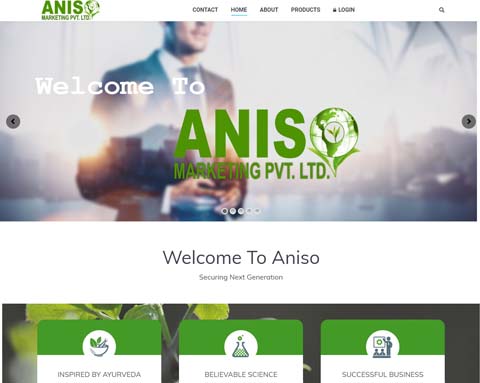 ANISO
MARKETING PVT. LTD.
CONTACT
HOME
ABOUT
PRODUCTS
LOGIN
Welcome To
ANISO
MARKETING PVT. LTD.
Welcome To Aniso
Securing Next Generation
INSPIRED BY AYURVEDA
BELIEVABLE SCIENCE
SUCCESSFUL BUSINESS